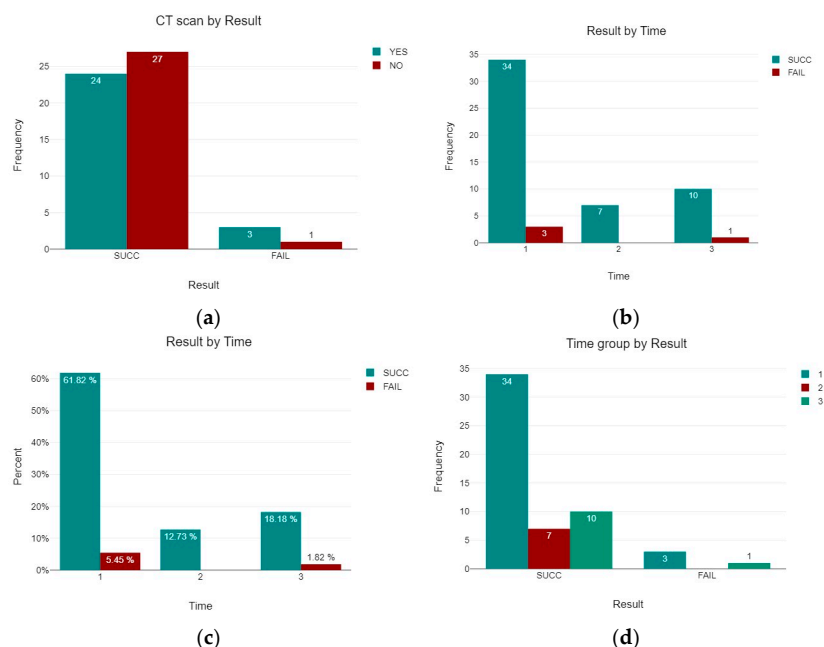 CT scan by Result
YES
NO
Frequency
25
20
15
10
5
0
24
27
3
1
SUCC
FAIL
Result
(a)
Result by Time
SUCC
FAIL
Frequency
35
30
25
20
15
10
5
0
34
3
7
10
1
1
2
3
Time
(b)
Result by Time
SUCC
FAIL
Percent
60%
50%
40%
30%
20%
10%
0%
61.82 %
5.45 %
12.73 %
18.18 %
1.82 %
1
2
3
Time
(c)
Time group by Result
1
2
3
Frequency
35
30
25
20
15
10
5
0
34
7
10
3
1
SUCC
FAIL
Result
(d)